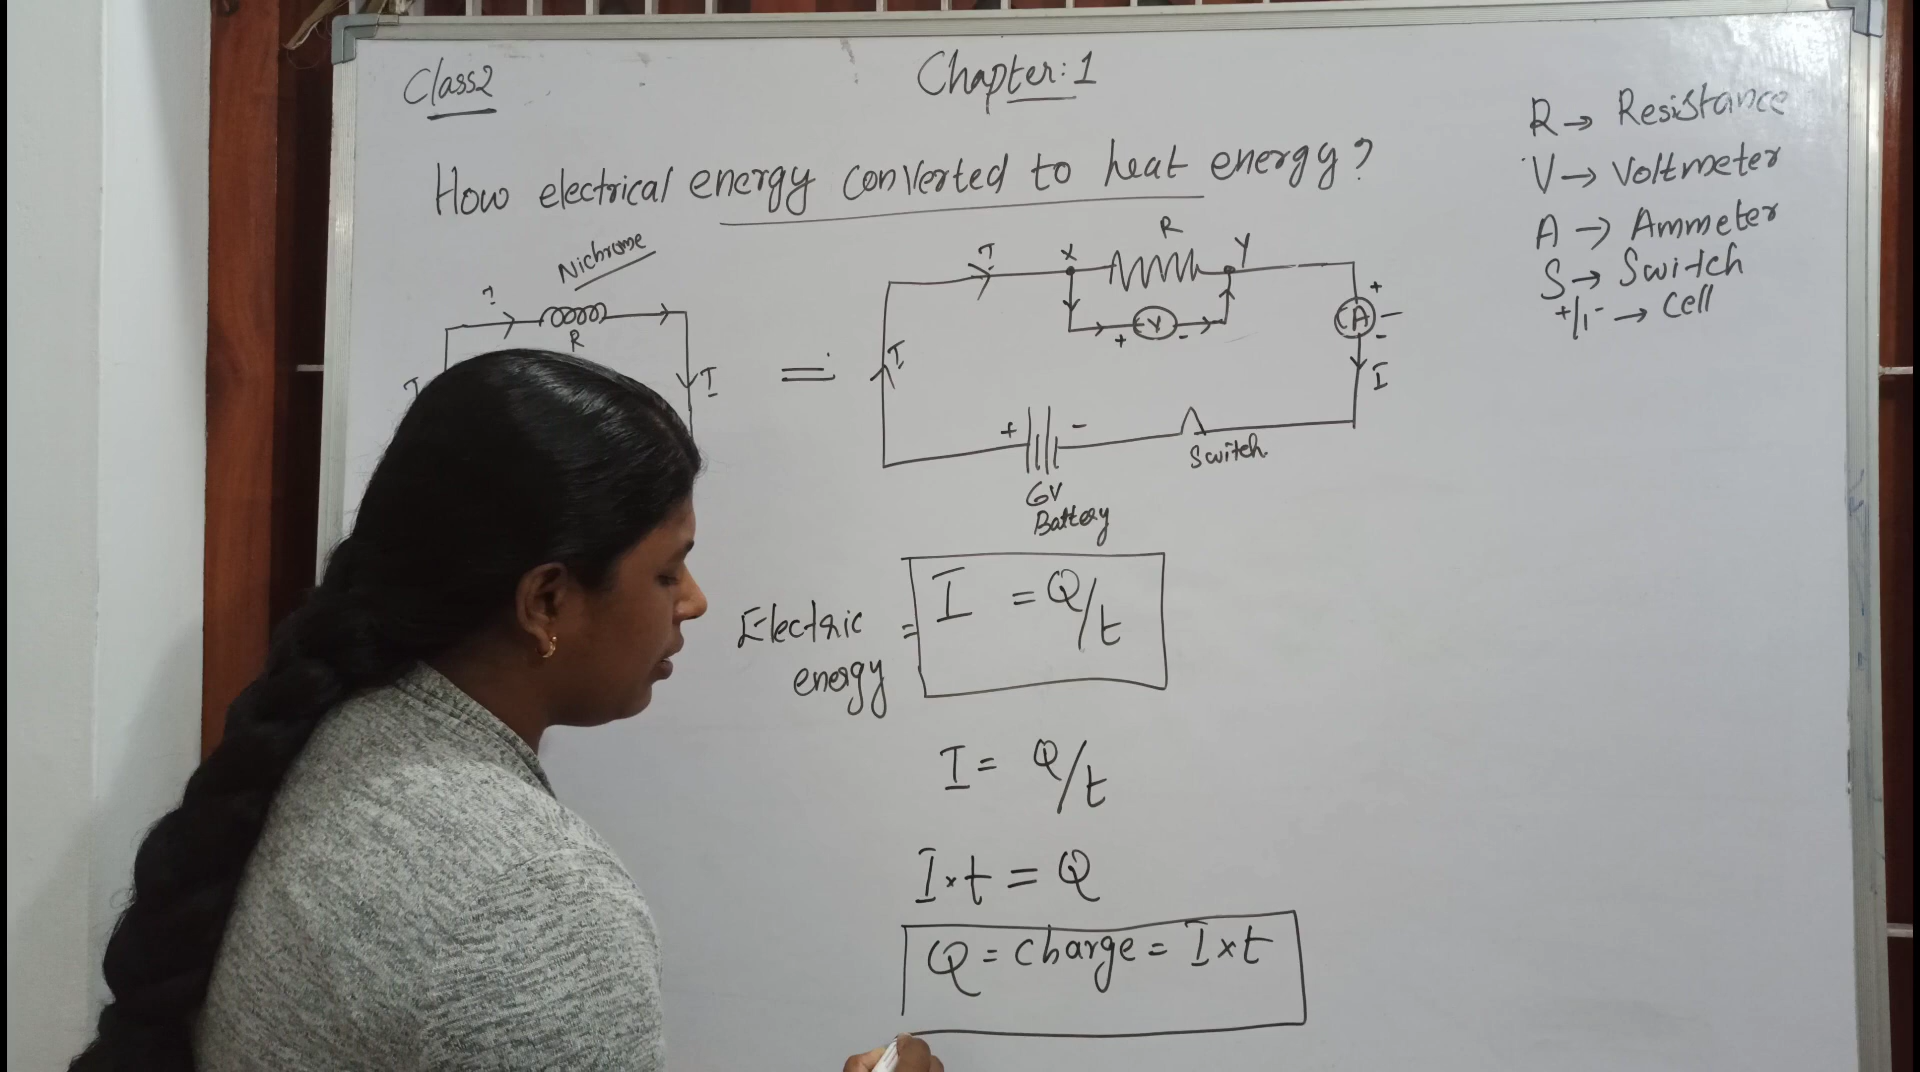 Class2
Chapter:1
How electrical energy converted to heat energy?
R → Resistance
V → Voltmeter
A → Ammeter
S → Switch
+/- → Cell
Nichrome
I
R
I
I
=
I
X
R
Y
+ V -
+
A
-
I
I
+ -
6V
Battery
Switch
Electric energy = I = Q/t
I = Q/t
I×t = Q
Q = charge = I×t